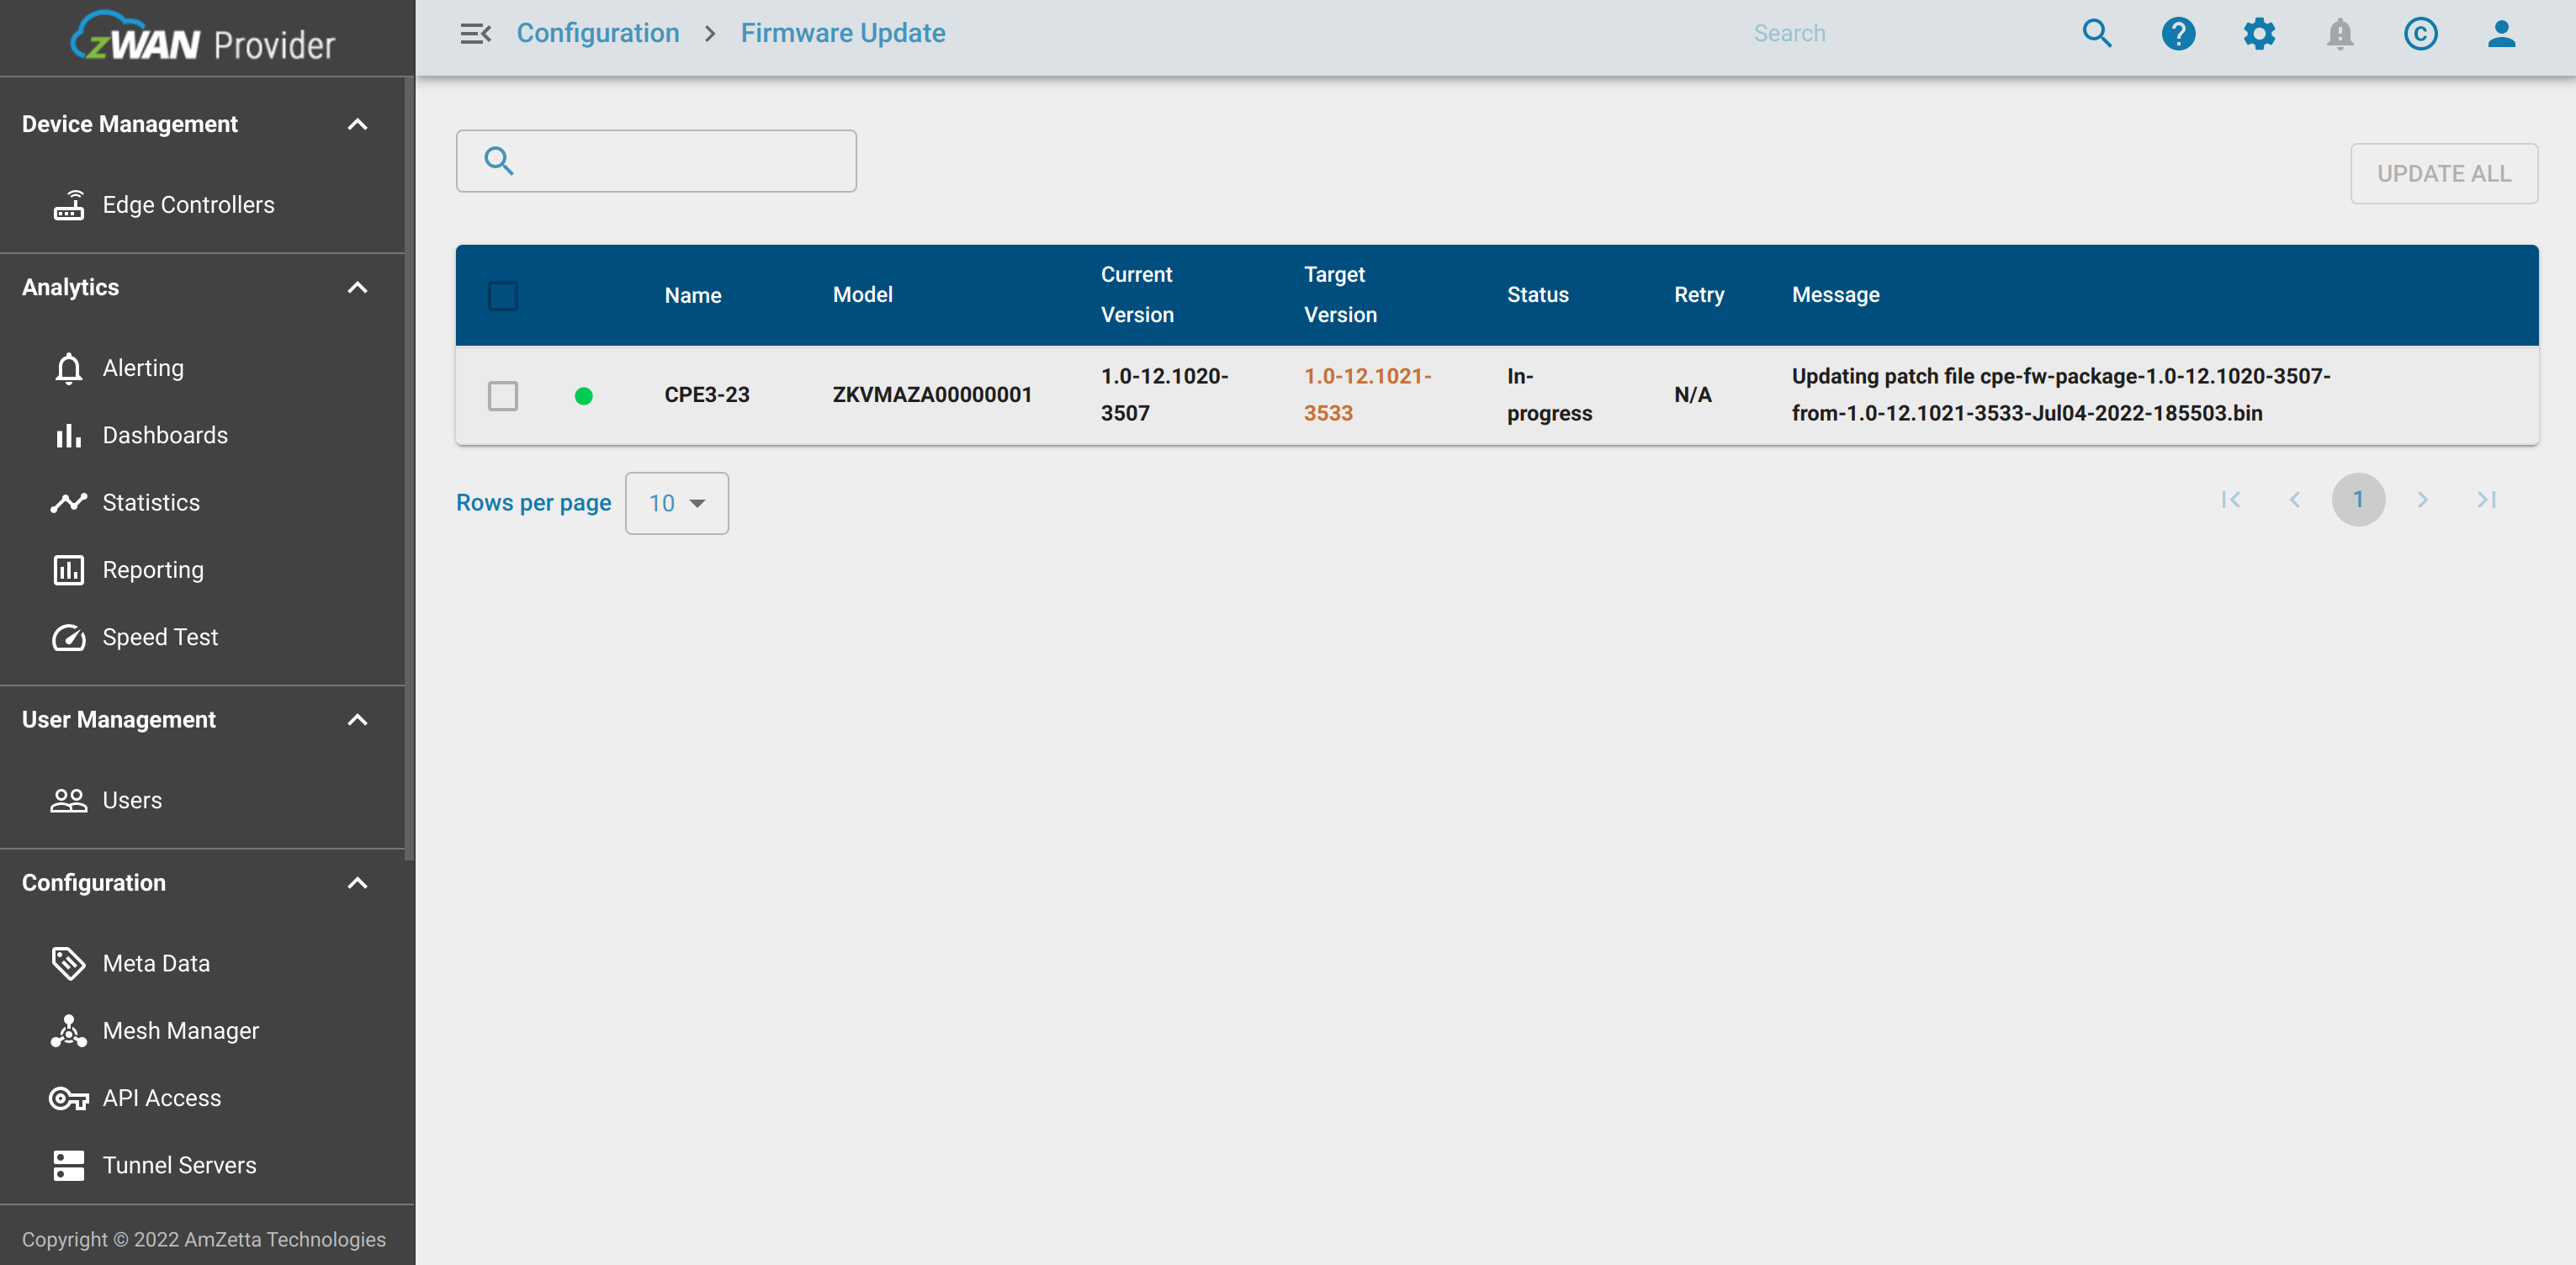 zWAN Provider
Configuration > Firmware Update
Search
Device Management
Edge Controllers
Analytics
Alerting
Dashboards
Statistics
Reporting
Speed Test
User Management
Users
Configuration
Meta Data
Mesh Manager
API Access
Tunnel Servers
Copyright © 2022 AmZetta Technologies
UPDATE ALL
Name Model Current Version Target Version Status Retry Message
CPE3-23 ZKVMAZA00000001 1.0-12.1020- 1.0-12.1021- In- N/A Updating patch file cpe-fw-package-1.0-12.1020-3507-
3507 3533 progress from-1.0-12.1021-3533-Jul04-2022-185503.bin
Rows per page 10
1